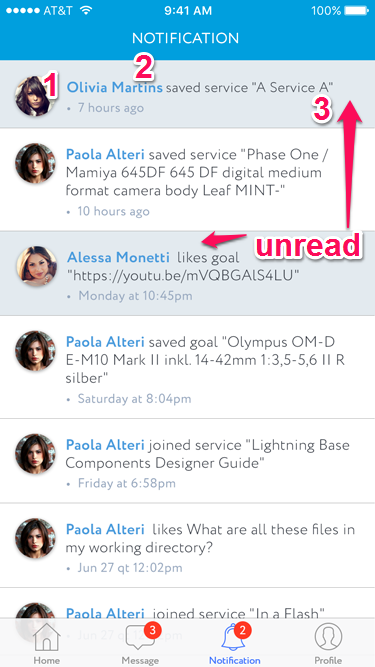 AT&T 9:41 AM 100%
NOTIFICATION
1 2
Olivia Martins saved service "A Service A"
• 7 hours ago
3
Paola Alteri saved service "Phase One /
Mamiya 645DF 645 DF digital medium
format camera body Leaf MINT-"
• 10 hours ago
unread
Alessa Monetti likes goal
"https://youtu.be/mVQBGAlS4LU"
• Monday at 10:45pm
Paola Alteri saved goal "Olympus OM-D
E-M10 Mark II inkl. 14-42mm 1:3,5-5,6 II R
silber"
• Saturday at 8:04pm
Paola Alteri joined service "Lightning Base
Components Designer Guide"
• Friday at 6:58pm
Paola Alteri likes What are all these files in
my working directory?
• Jun 27 qt 12:02pm
Paola Alteri joined service "In a Flash"
3 2
Home Message Notification Profile